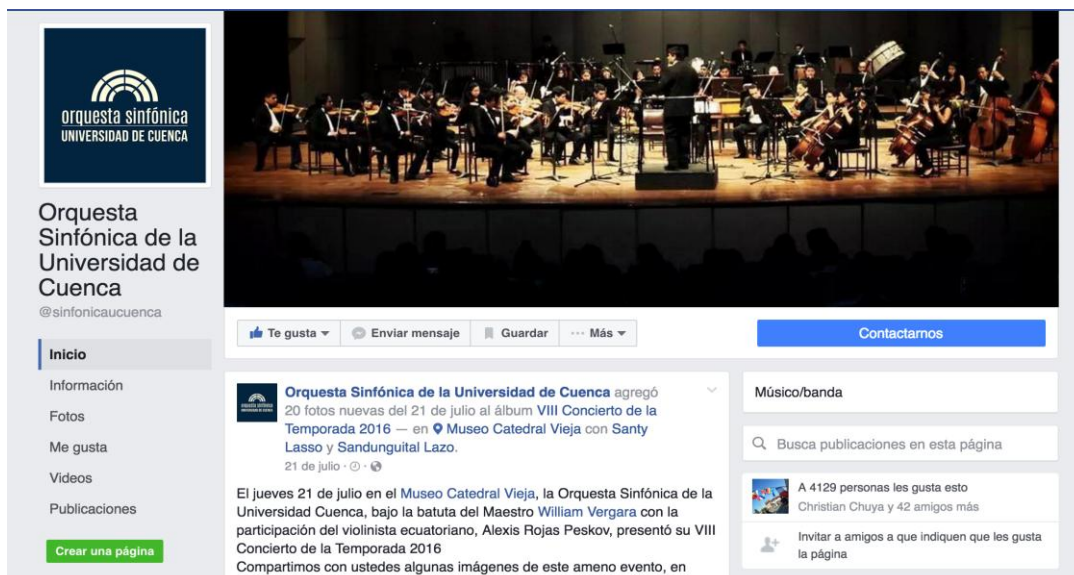 orquesta sinfónica
UNIVERSIDAD DE CUENCA
Orquesta
Sinfónica de la
Universidad de
Cuenca
@sinfonicaucuenca
Inicio
Información
Fotos
Me gusta
Videos
Publicaciones
Crear una página
Te gusta
Enviar mensaje
Guardar
··· Más
Contactarnos
Orquesta Sinfónica de la Universidad de Cuenca agregó
20 fotos nuevas del 21 de julio al álbum VIII Concierto de la
Temporada 2016 — en Museo Catedral Vieja con Santy
Lasso y Sandunguital Lazo.
21 de julio ·
El jueves 21 de julio en el Museo Catedral Vieja, la Orquesta Sinfónica de la
Universidad Cuenca, bajo la batuta del Maestro William Vergara con la
participación del violinista ecuatoriano, Alexis Rojas Peskov, presentó su VIII
Concierto de la Temporada 2016
Compartimos con ustedes algunas imágenes de este ameno evento, en
Músico/banda
Busca publicaciones en esta página
A 4129 personas les gusta esto
Christian Chuya y 42 amigos más
Invitar a amigos a que indiquen que les gusta
la página